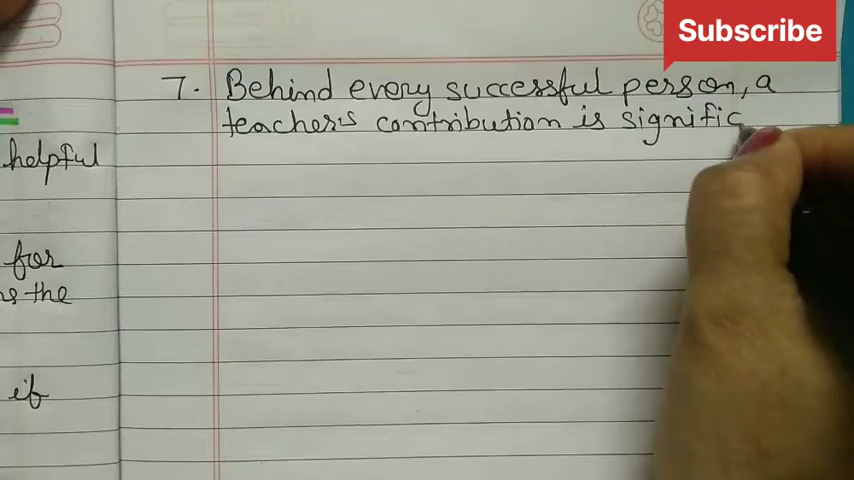 Subscribe
7. Behind every successful person, a
teacher's contribution is signific
helpful
for
the
if